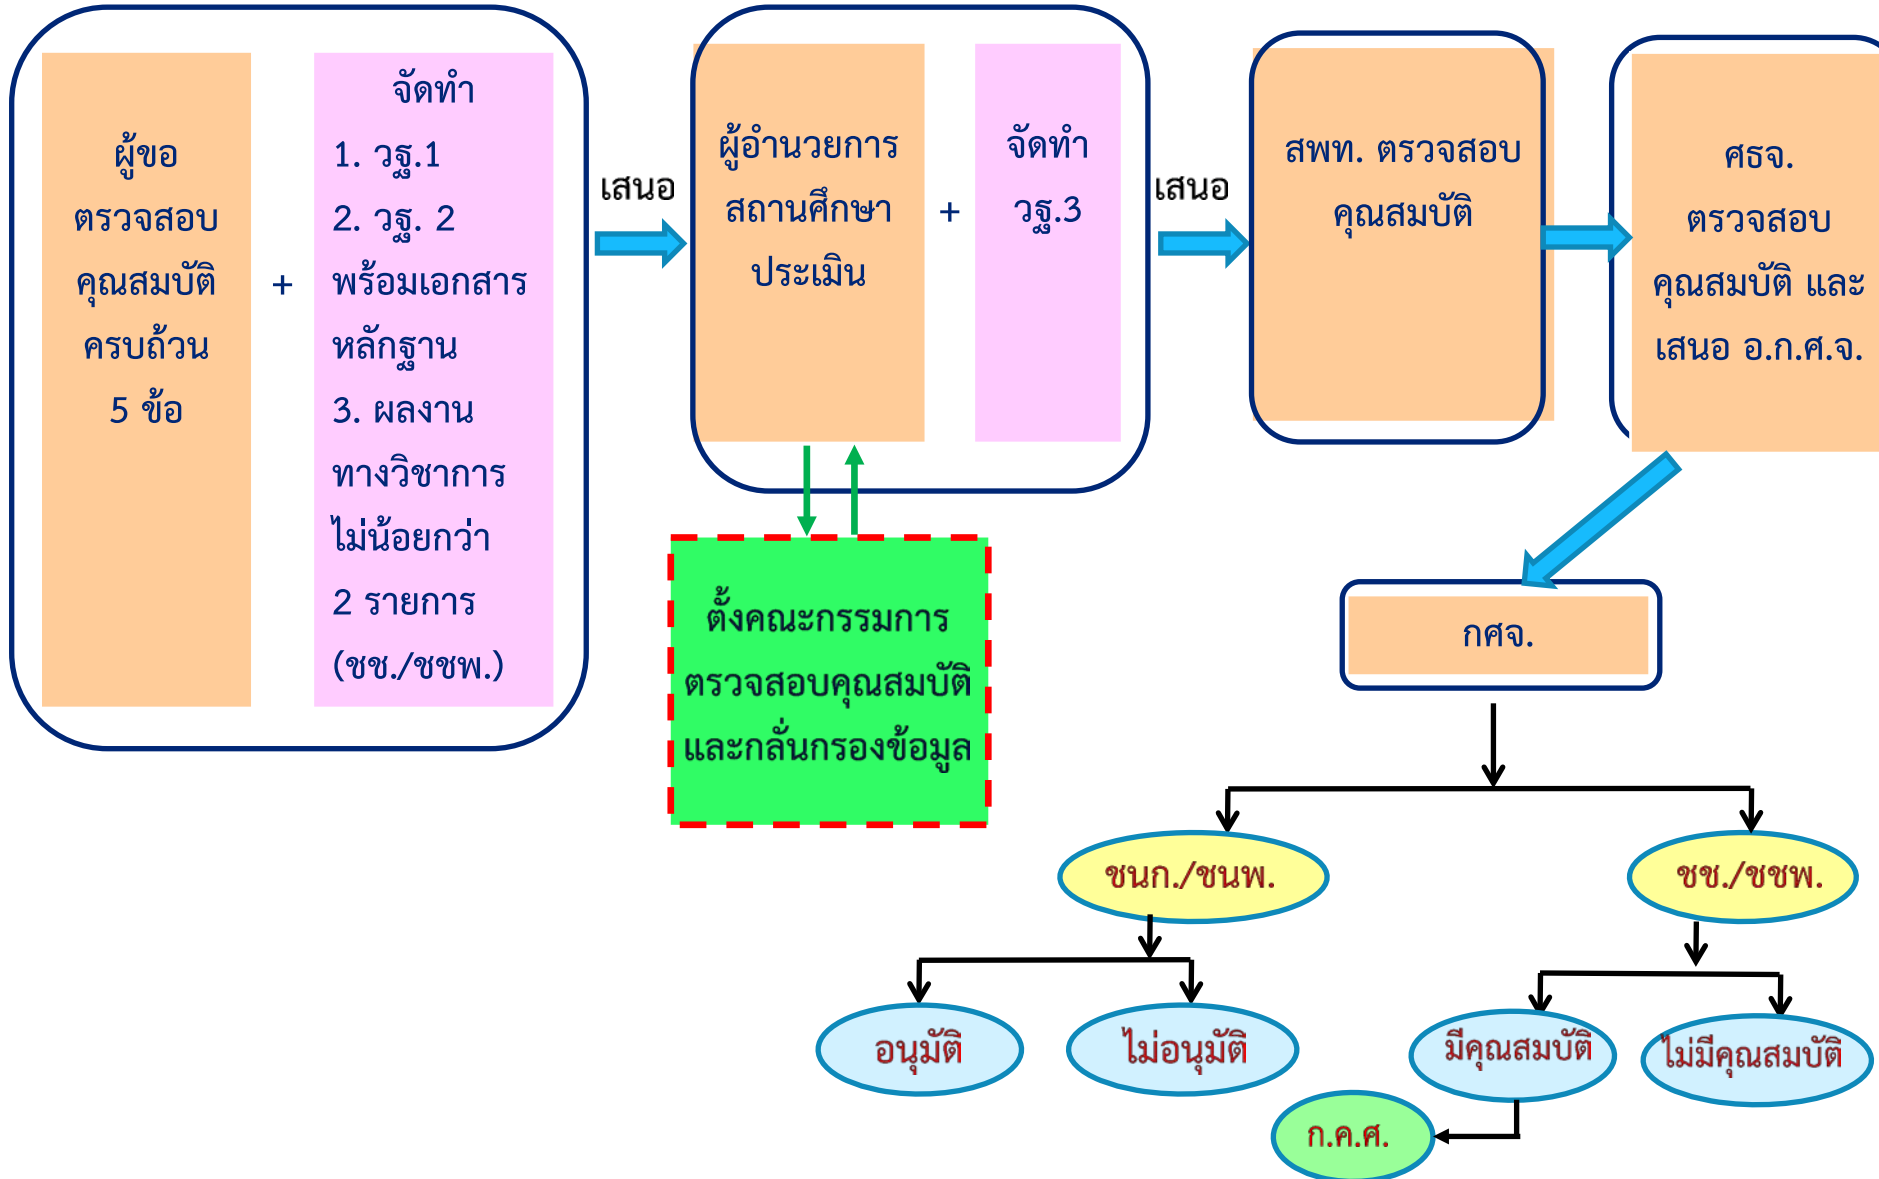 ผู้ขอ
ตรวจสอบ
คุณสมบัติ
ครบถ้วน
5 ข้อ
+
จัดทำ
1. วฐ.1
2. วฐ. 2
พร้อมเอกสาร
หลักฐาน
3. ผลงาน
ทางวิชาการ
ไม่น้อยกว่า
2 รายการ
(ชช./ชชพ.)
เสนอ
ผู้อำนวยการ
สถานศึกษา
ประเมิน
+
จัดทำ
วฐ.3
เสนอ
สพท. ตรวจสอบ
คุณสมบัติ
ศธจ.
ตรวจสอบ
คุณสมบัติ และ
เสนอ อ.ก.ศ.จ.
ตั้งคณะกรรมการ
ตรวจสอบคุณสมบัติ
และกลั่นกรองข้อมูล
กศจ.
ชนก./ชนพ.
ชช./ชชพ.
อนุมัติ
ไม่อนุมัติ
มีคุณสมบัติ
ไม่มีคุณสมบัติ
ก.ค.ศ.